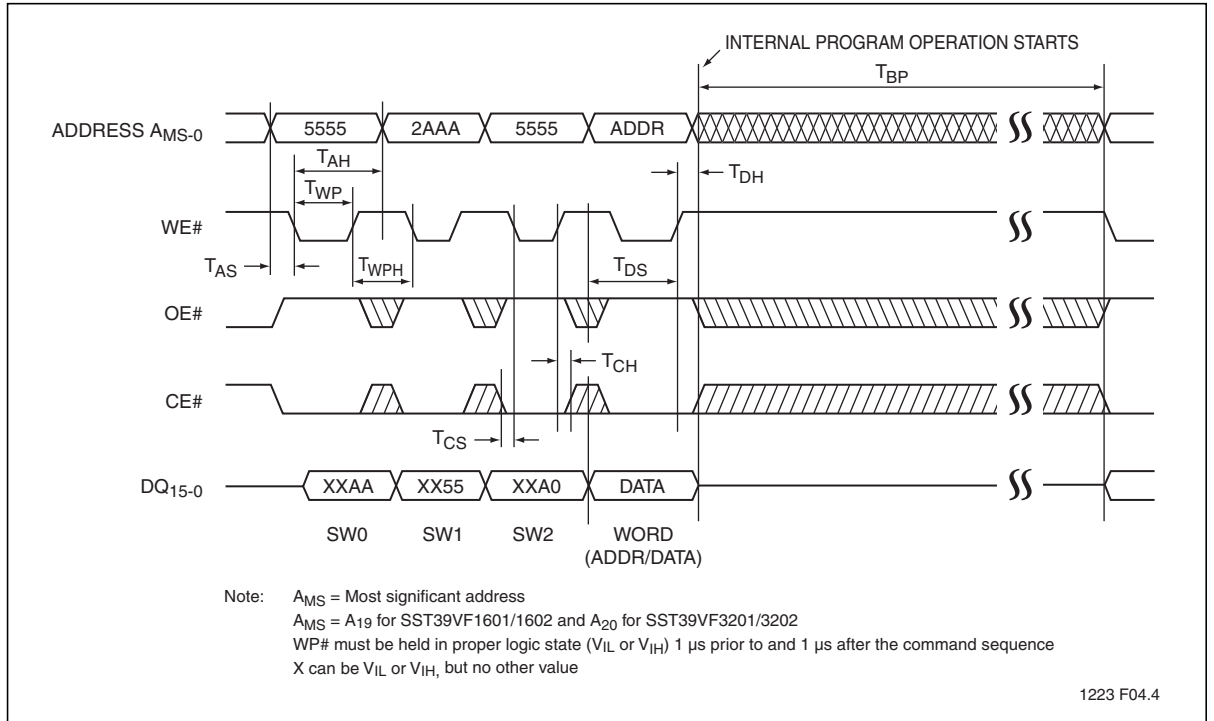 INTERNAL PROGRAM OPERATION STARTS
TBP
ADDRESS AMS-0
5555
2AAA
5555
ADDR
TAH
TDH
TWP
WE#
TAS
TWPH
TDS
OE#
TCH
CE#
TCS
DQ15-0
XXAA
XX55
XXA0
DATA
SW0
SW1
SW2
WORD
(ADDR/DATA)
Note: AMS = Most significant address
AMS = A19 for SST39VF1601/1602 and A20 for SST39VF3201/3202
WP# must be held in proper logic state (VIL or VIH) 1 µs prior to and 1 µs after the command sequence
X can be VIL or VIH, but no other value
1223 F04.4